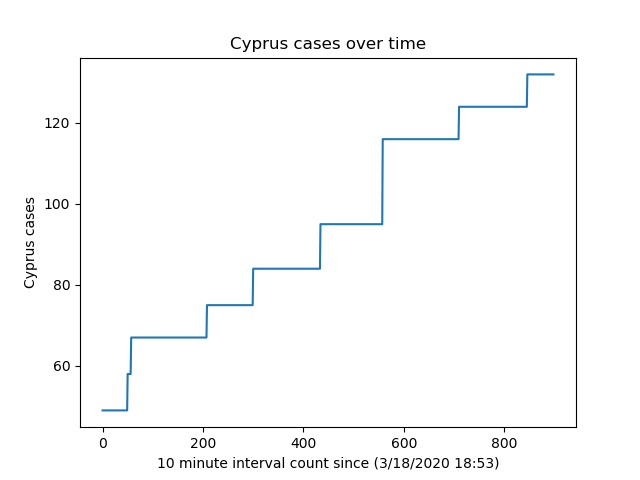 Cyprus cases over time
120
100
80
60
Cyprus cases
0 200 400 600 800
10 minute interval count since (3/18/2020 18:53)